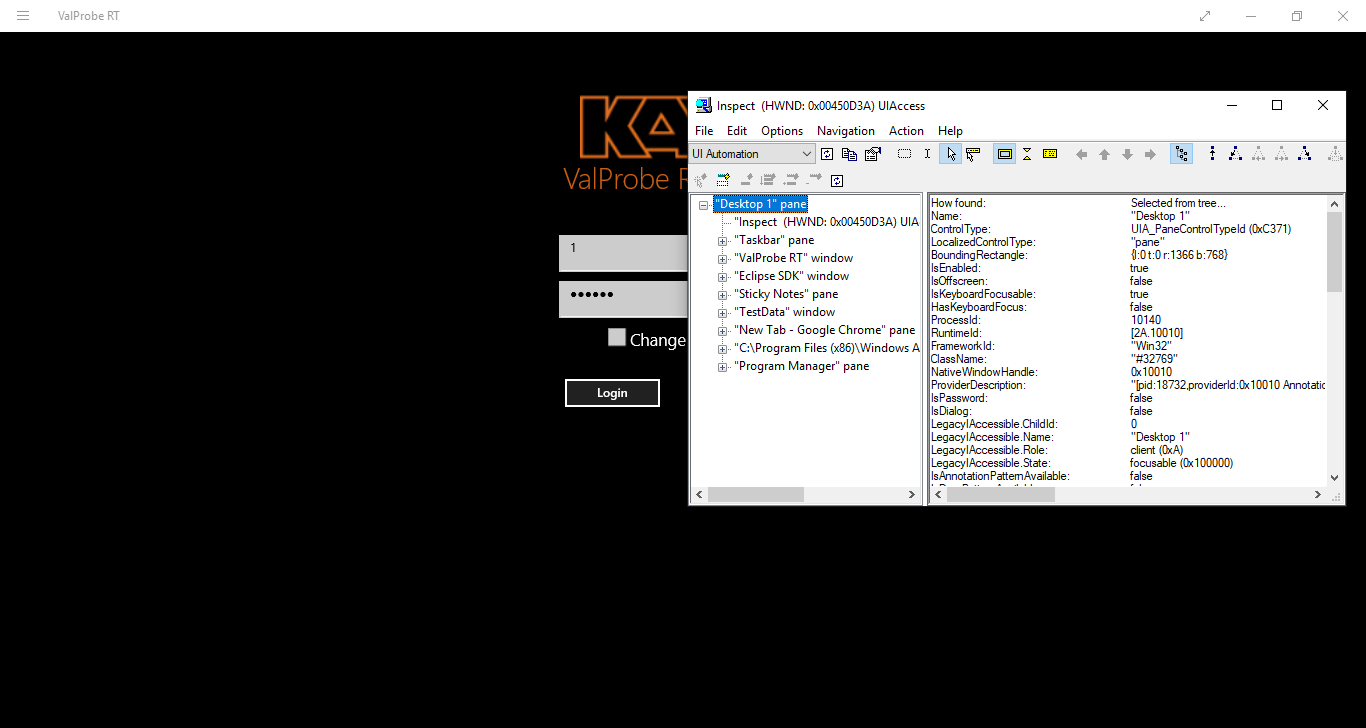 ValProbe RT
KAY
ValProbe R
1
••••••
Change
Login
Inspect (HWND: 0x00450D3A) UIAccess
File Edit Options Navigation Action Help
UI Automation
"Desktop 1" pane
"Inspect (HWND: 0x00450D3A) UIA
"Taskbar" pane
"ValProbe RT" window
"Eclipse SDK" window
"Sticky Notes" pane
"TestData" window
"New Tab - Google Chrome" pane
"C:\Program Files (x86)\Windows A
"Program Manager" pane
How found: Selected from tree...
Name: "Desktop 1"
ControlType: UIA_PaneControlTypeId (0xC371)
LocalizedControlType: "pane"
BoundingRectangle: {l:0 t:0 r:1366 b:768}
IsEnabled: true
IsOffscreen: false
IsKeyboardFocusable: true
HasKeyboardFocus: false
ProcessId: 10140
RuntimeId: [2A.10010]
FrameworkId: "Win32"
ClassName: "#32769"
NativeWindowHandle: 0x10010
ProviderDescription: "[pid:18732,providerId:0x10010 Annotatic
IsPassword: false
IsDialog: false
LegacyIAccessible.ChildId: 0
LegacyIAccessible.Name: "Desktop 1"
LegacyIAccessible.Role: client (0xA)
LegacyIAccessible.State: focusable (0x100000)
IsAnnotationPatternAvailable: false